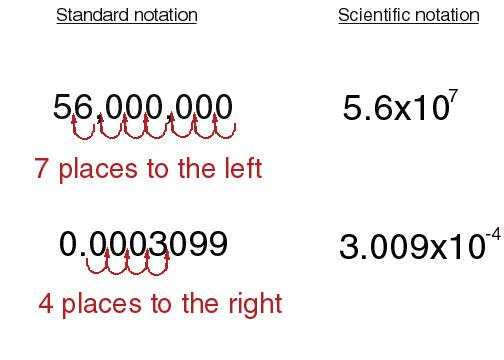 Standard notation Scientific notation
56,000,000 5.6x10⁷
7 places to the left
0.0003099 3.009x10⁻⁴
4 places to the right